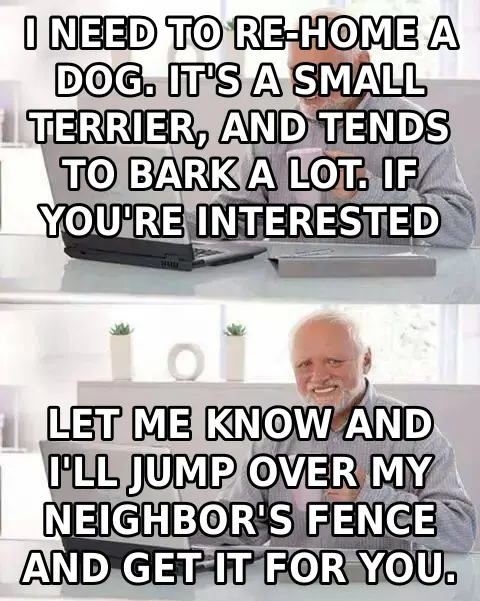 I NEED TO RE-HOME A
DOG. IT'S A SMALL
TERRIER, AND TENDS
TO BARK A LOT. IF
YOU'RE INTERESTED
LET ME KNOW AND
I'LL JUMP OVER MY
NEIGHBOR'S FENCE
AND GET IT FOR YOU.